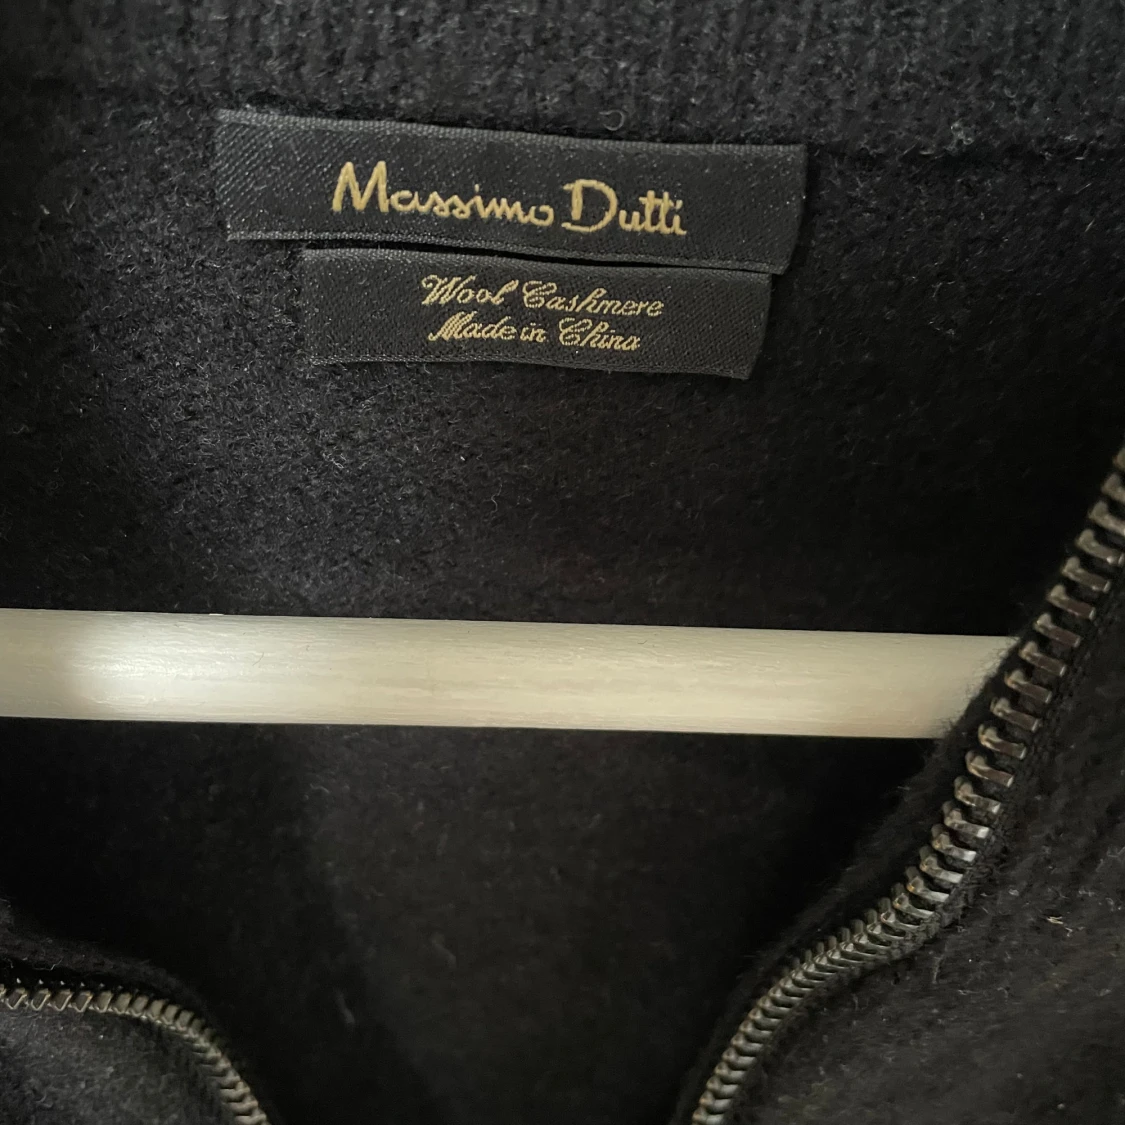 Massimo Dutti
Wool Cashmere
Made in China